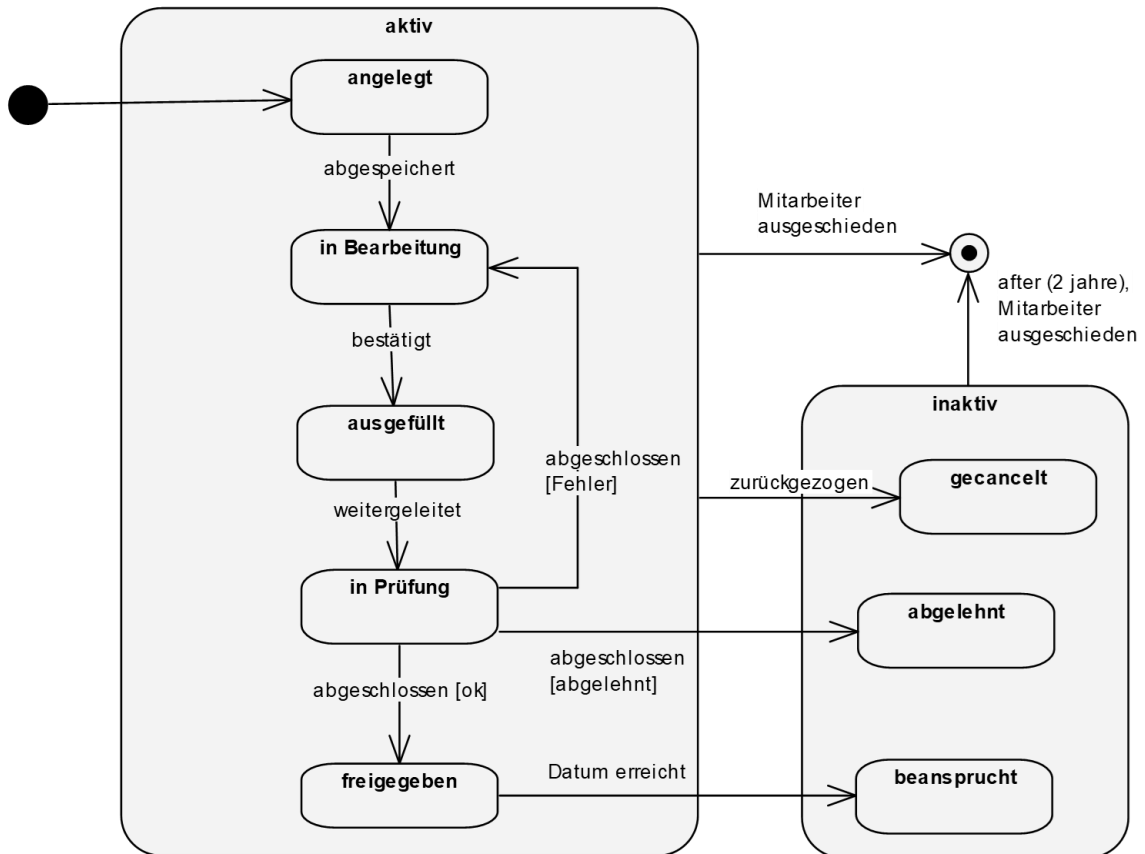 aktiv
angelegt
abgespeichert
in Bearbeitung
bestätigt
ausgefüllt
weitergeleitet
in Prüfung
abgeschlossen [ok]
freigegeben
abgeschlossen
[Fehler]
abgeschlossen
[abgelehnt]
Datum erreicht
Mitarbeiter
ausgeschieden
after (2 jahre),
Mitarbeiter
ausgeschieden
zurückgezogen
inaktiv
gecancelt
abgelehnt
beansprucht